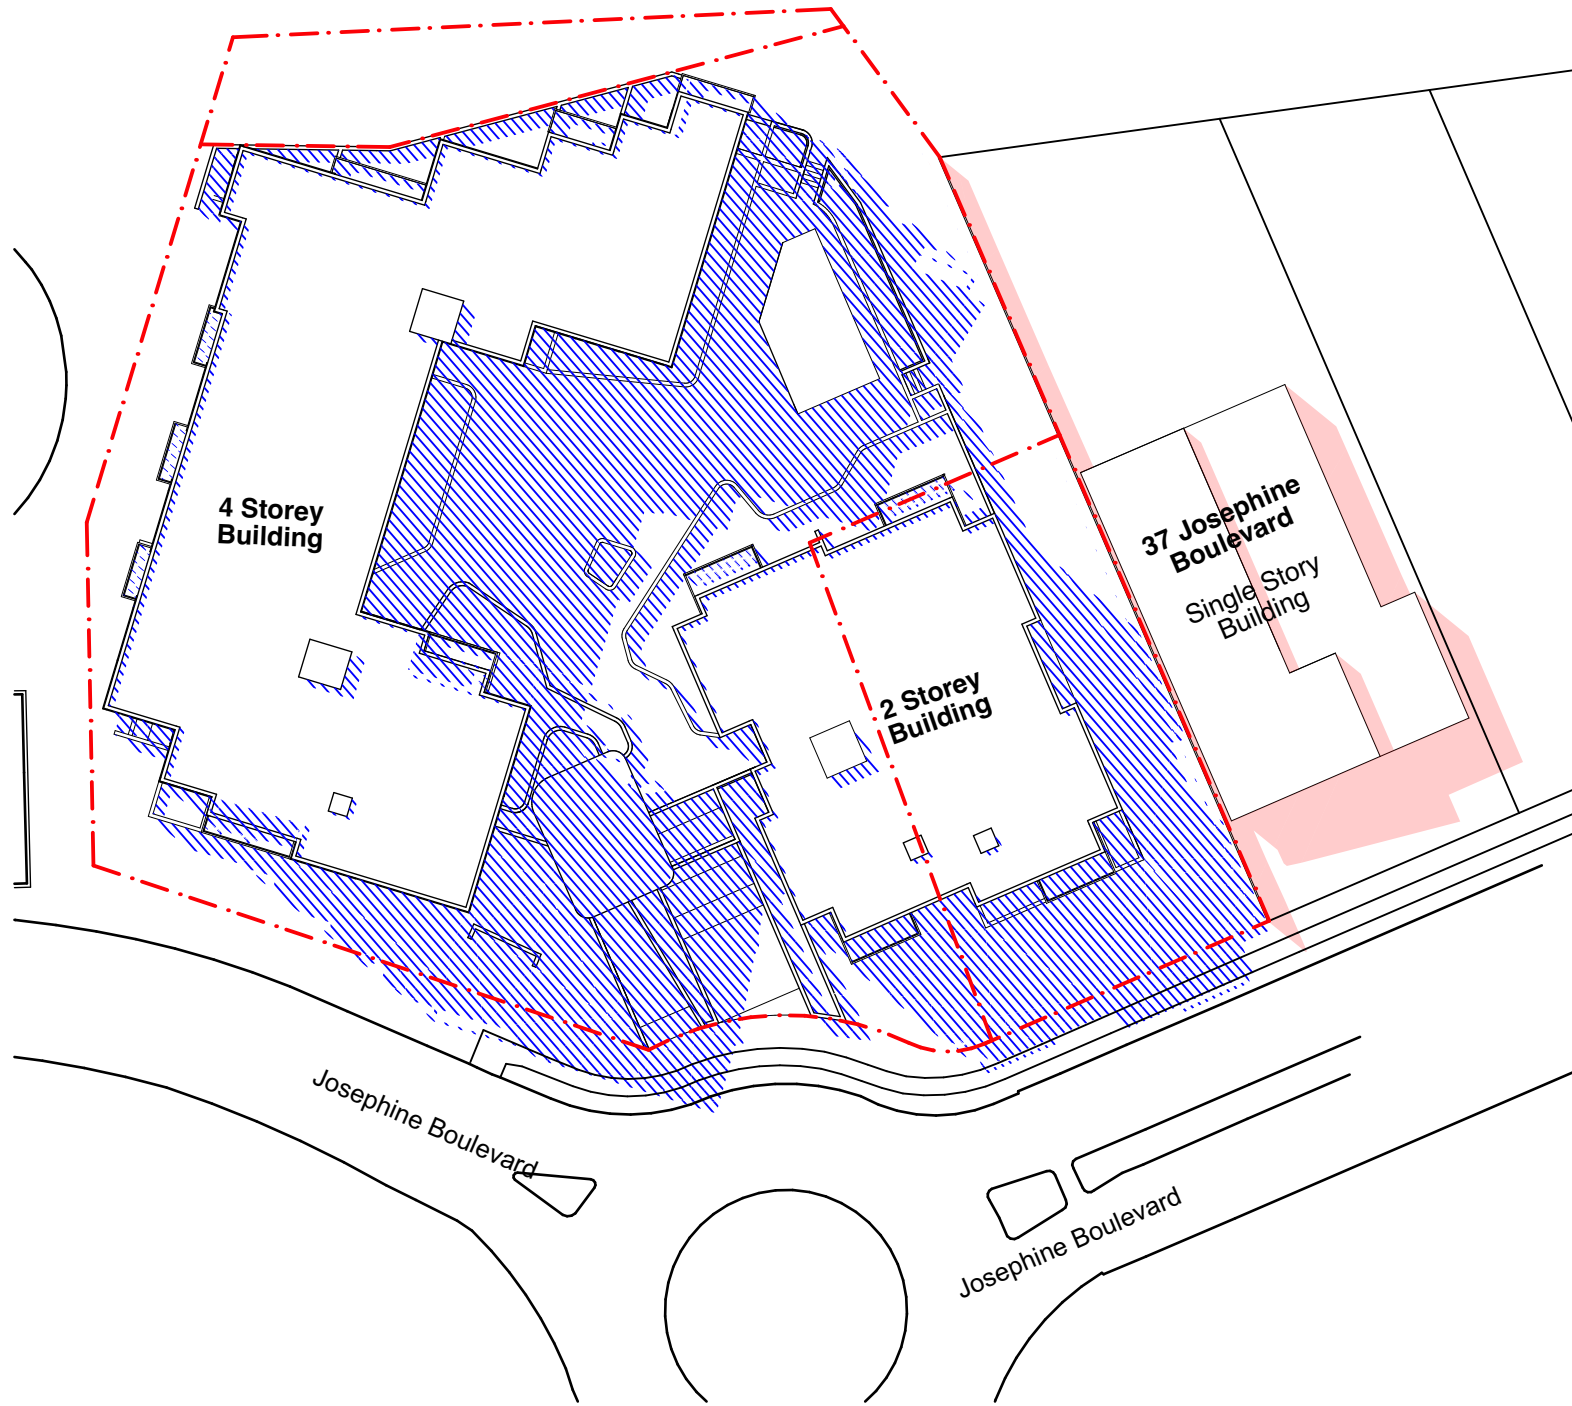 4 Storey
Building
37 Josephine
Boulevard
Single Story
Building
2 Storey
Building
Josephine Boulevard
Josephine Boulevard